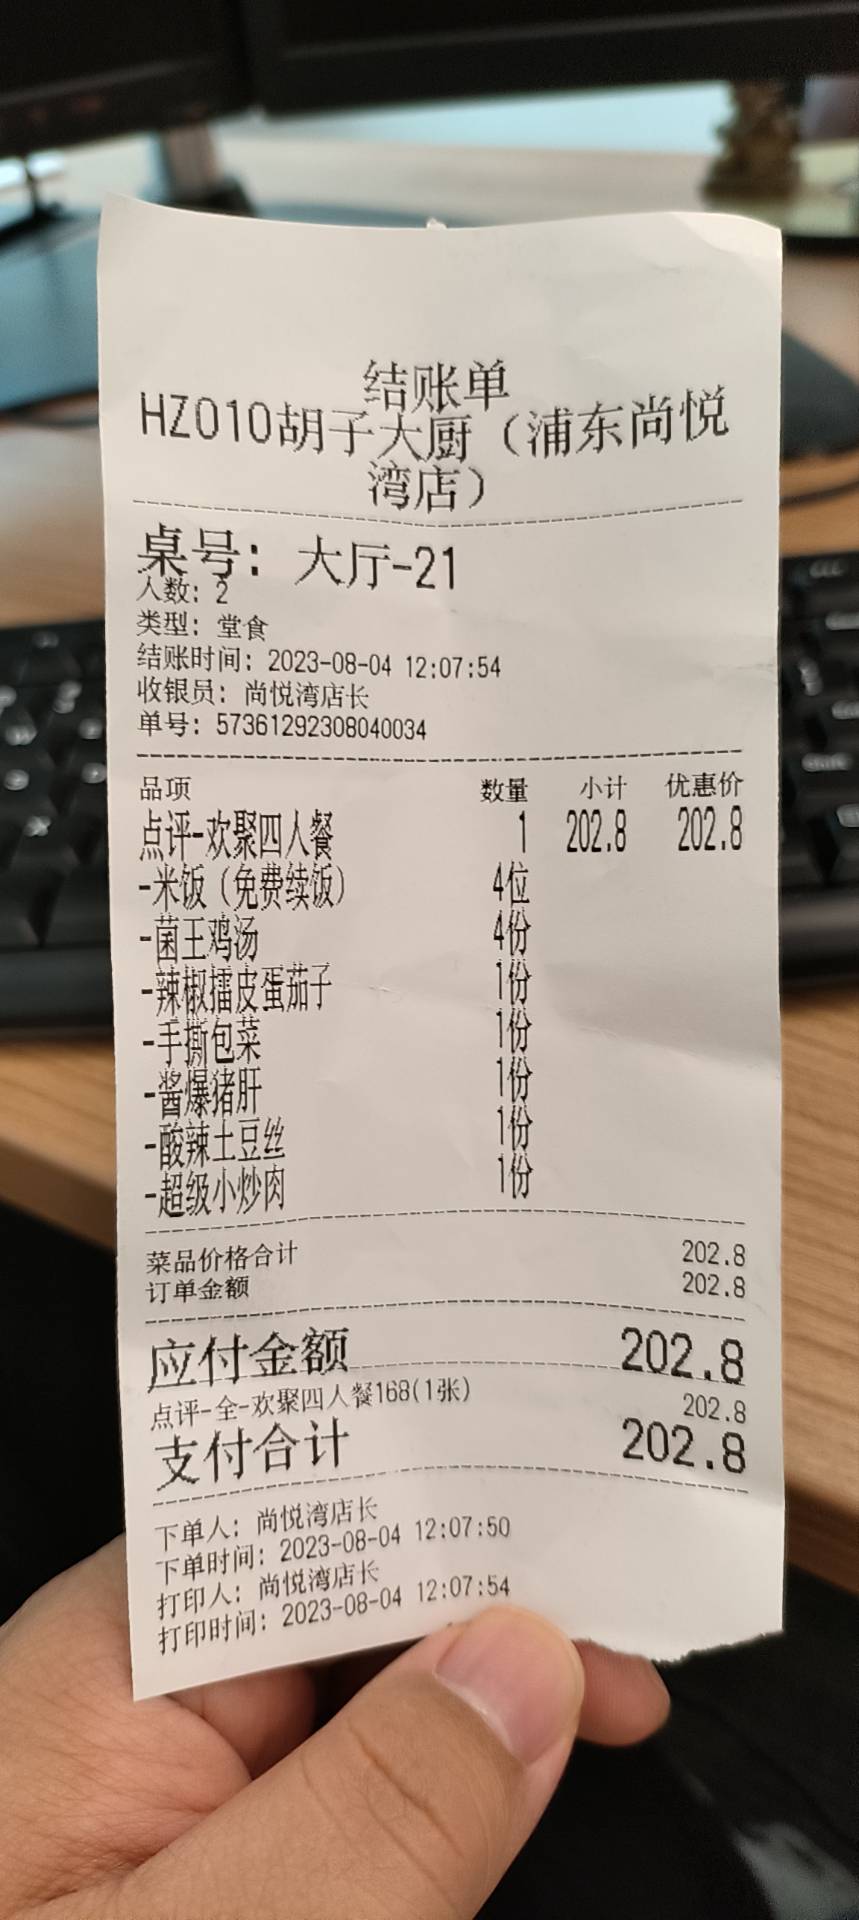 结账单
HZ010胡子大厨（浦东尚悦
湾店）
桌号：大厅-21
人数：2
类型：堂食
结账时间：2023-08-04 12:07:54
收银员：尚悦湾店长
单号：57361292308040034
品项 数量 小计 优惠价
点评-欢聚四人餐 1 202.8 202.8
-米饭（免费续饭） 4位
-菌王鸡汤 4份
-辣椒擂皮蛋茄子 1份
-手撕包菜 1份
-酱爆猪肝 1份
-酸辣土豆丝 1份
-超级小炒肉 1份
菜品价格合计 202.8
订单金额 202.8
应付金额 202.8
点评-全-欢聚四人餐168(1张) 202.8
支付合计 202.8
下单人：尚悦湾店长
下单时间：2023-08-04 12:07:50
打印人：尚悦湾店长
打印时间：2023-08-04 12:07:54